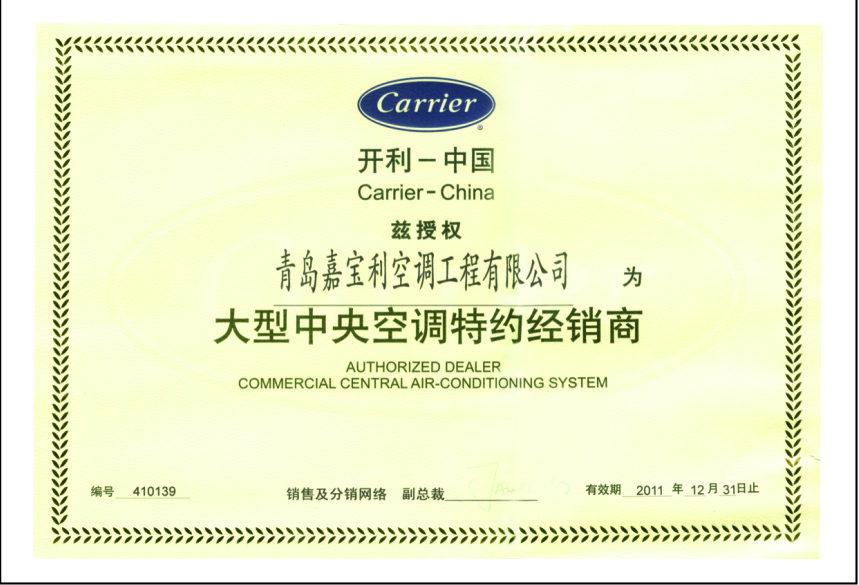 Carrier
®
开利－中国
Carrier-China
兹授权
青岛嘉宝利空调工程有限公司 为
大型中央空调特约经销商
AUTHORIZED DEALER
COMMERCIAL CENTRAL AIR-CONDITIONING SYSTEM
编号 410139 销售及分销网络 副总裁 有效期 2011 年 12 月 31日止